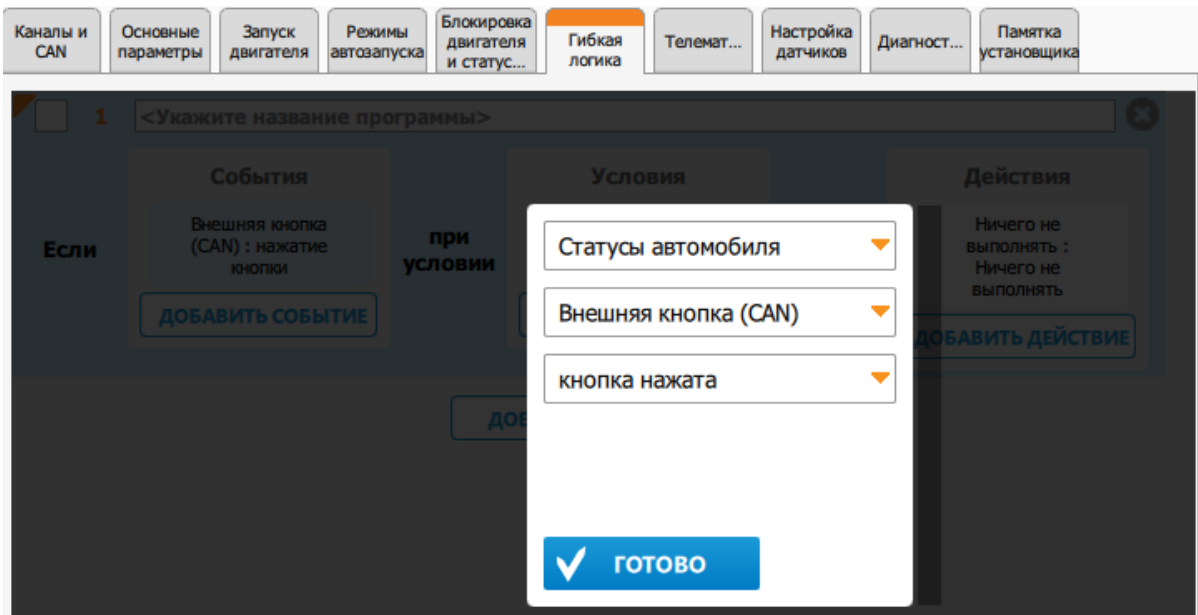 Каналы и
CAN
Основные
параметры
Запуск
двигателя
Режимы
автозапуска
Блокировка
двигателя
и статус...
Гибкая
логика
Телемат...
Настройка
датчиков
Диагност...
Памятка
установщика
1 <Укажите название программы>
События
Условия
Действия
Если
Внешняя кнопка
(CAN) : нажатие
кнопки
ДОБАВИТЬ СОБЫТИЕ
при
условии
Статусы автомобиля
Внешняя кнопка (CAN)
кнопка нажата
ГОТОВО
Ничего не
выполнять :
Ничего не
выполнять
ДОБАВИТЬ ДЕЙСТВИЕ